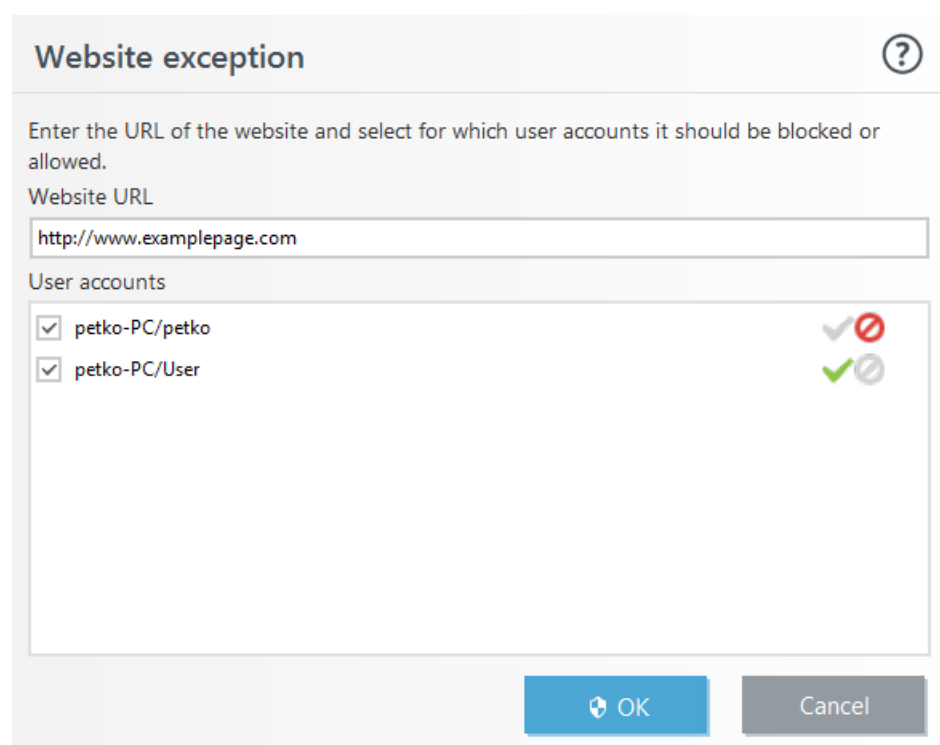 Website exception
?
Enter the URL of the website and select for which user accounts it should be blocked or
allowed.
Website URL
http://www.examplepage.com
User accounts
petko-PC/petko
petko-PC/User
OK
Cancel